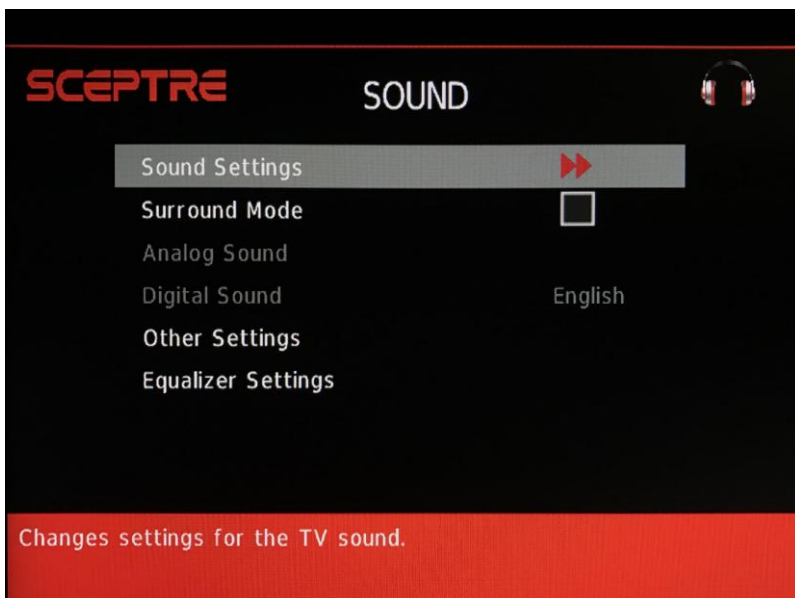 SCEPTRE
SOUND
Sound Settings
Surround Mode
Analog Sound
Digital Sound English
Other Settings
Equalizer Settings
Changes settings for the TV sound.